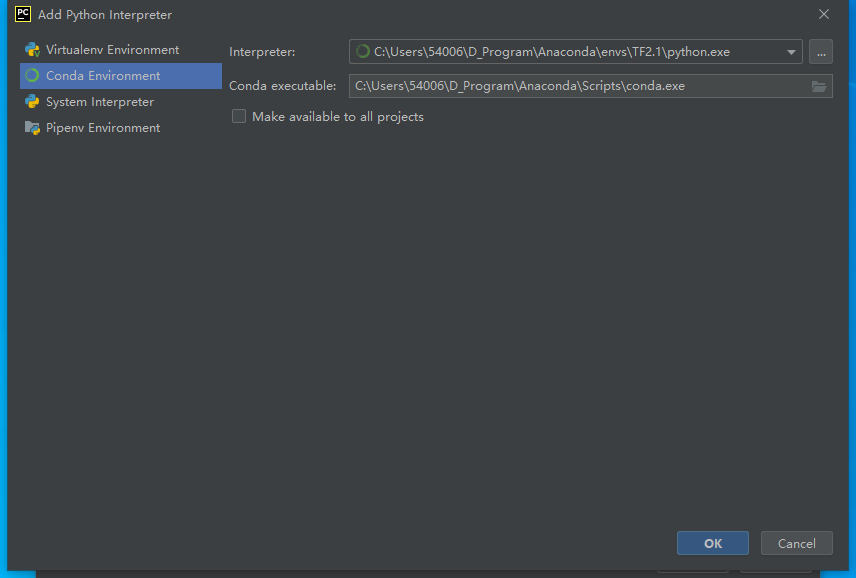 PC Add Python Interpreter
Virtualenv Environment
Conda Environment
System Interpreter
Pipenv Environment
Interpreter: C:\Users\54006\D_Program\Anaconda\envs\TF2.1\python.exe ...
Conda executable: C:\Users\54006\D_Program\Anaconda\Scripts\conda.exe
Make available to all projects
OK Cancel